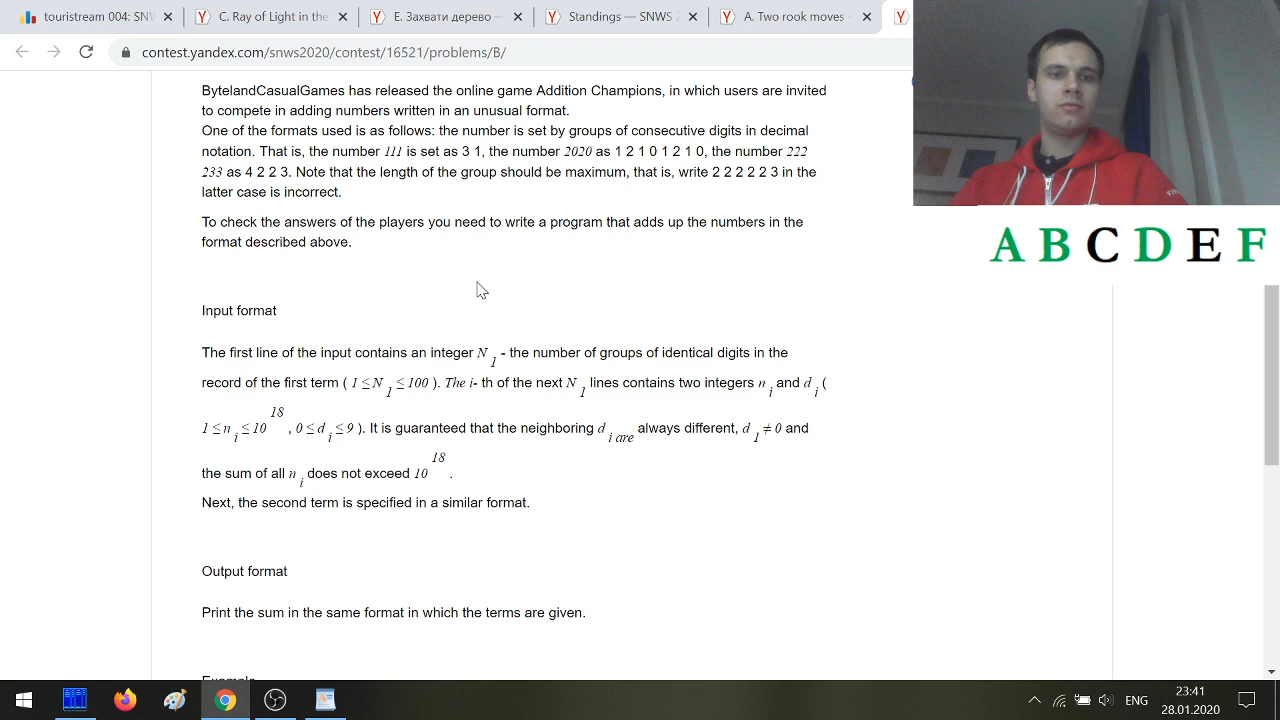 touristream 004: SNW
C. Ray of Light in the
Е. Захвати дерево —
Standings — SNWS 2
A. Two rook moves -
contest.yandex.com/snws2020/contest/16521/problems/B/
BytelandCasualGames has released the online game Addition Champions, in which users are invited
to compete in adding numbers written in an unusual format.
One of the formats used is as follows: the number is set by groups of consecutive digits in decimal
notation. That is, the number 111 is set as 3 1, the number 2020 as 1 2 1 0 1 2 1 0, the number 222
233 as 4 2 2 3. Note that the length of the group should be maximum, that is, write 2 2 2 2 2 3 in the
latter case is incorrect.
To check the answers of the players you need to write a program that adds up the numbers in the
format described above.
A B C D E F
Input format
The first line of the input contains an integer N 1 - the number of groups of identical digits in the
record of the first term ( 1 ≤ N 1 ≤ 100 ). The i- th of the next N 1 lines contains two integers n i and d i (
1 ≤ n i ≤ 10 18 , 0 ≤ d i ≤ 9 ). It is guaranteed that the neighboring d i are always different, d 1 ≠ 0 and
the sum of all n i does not exceed 10 18 .
Next, the second term is specified in a similar format.
Output format
Print the sum in the same format in which the terms are given.
Example
ENG
23:41
28.01.2020